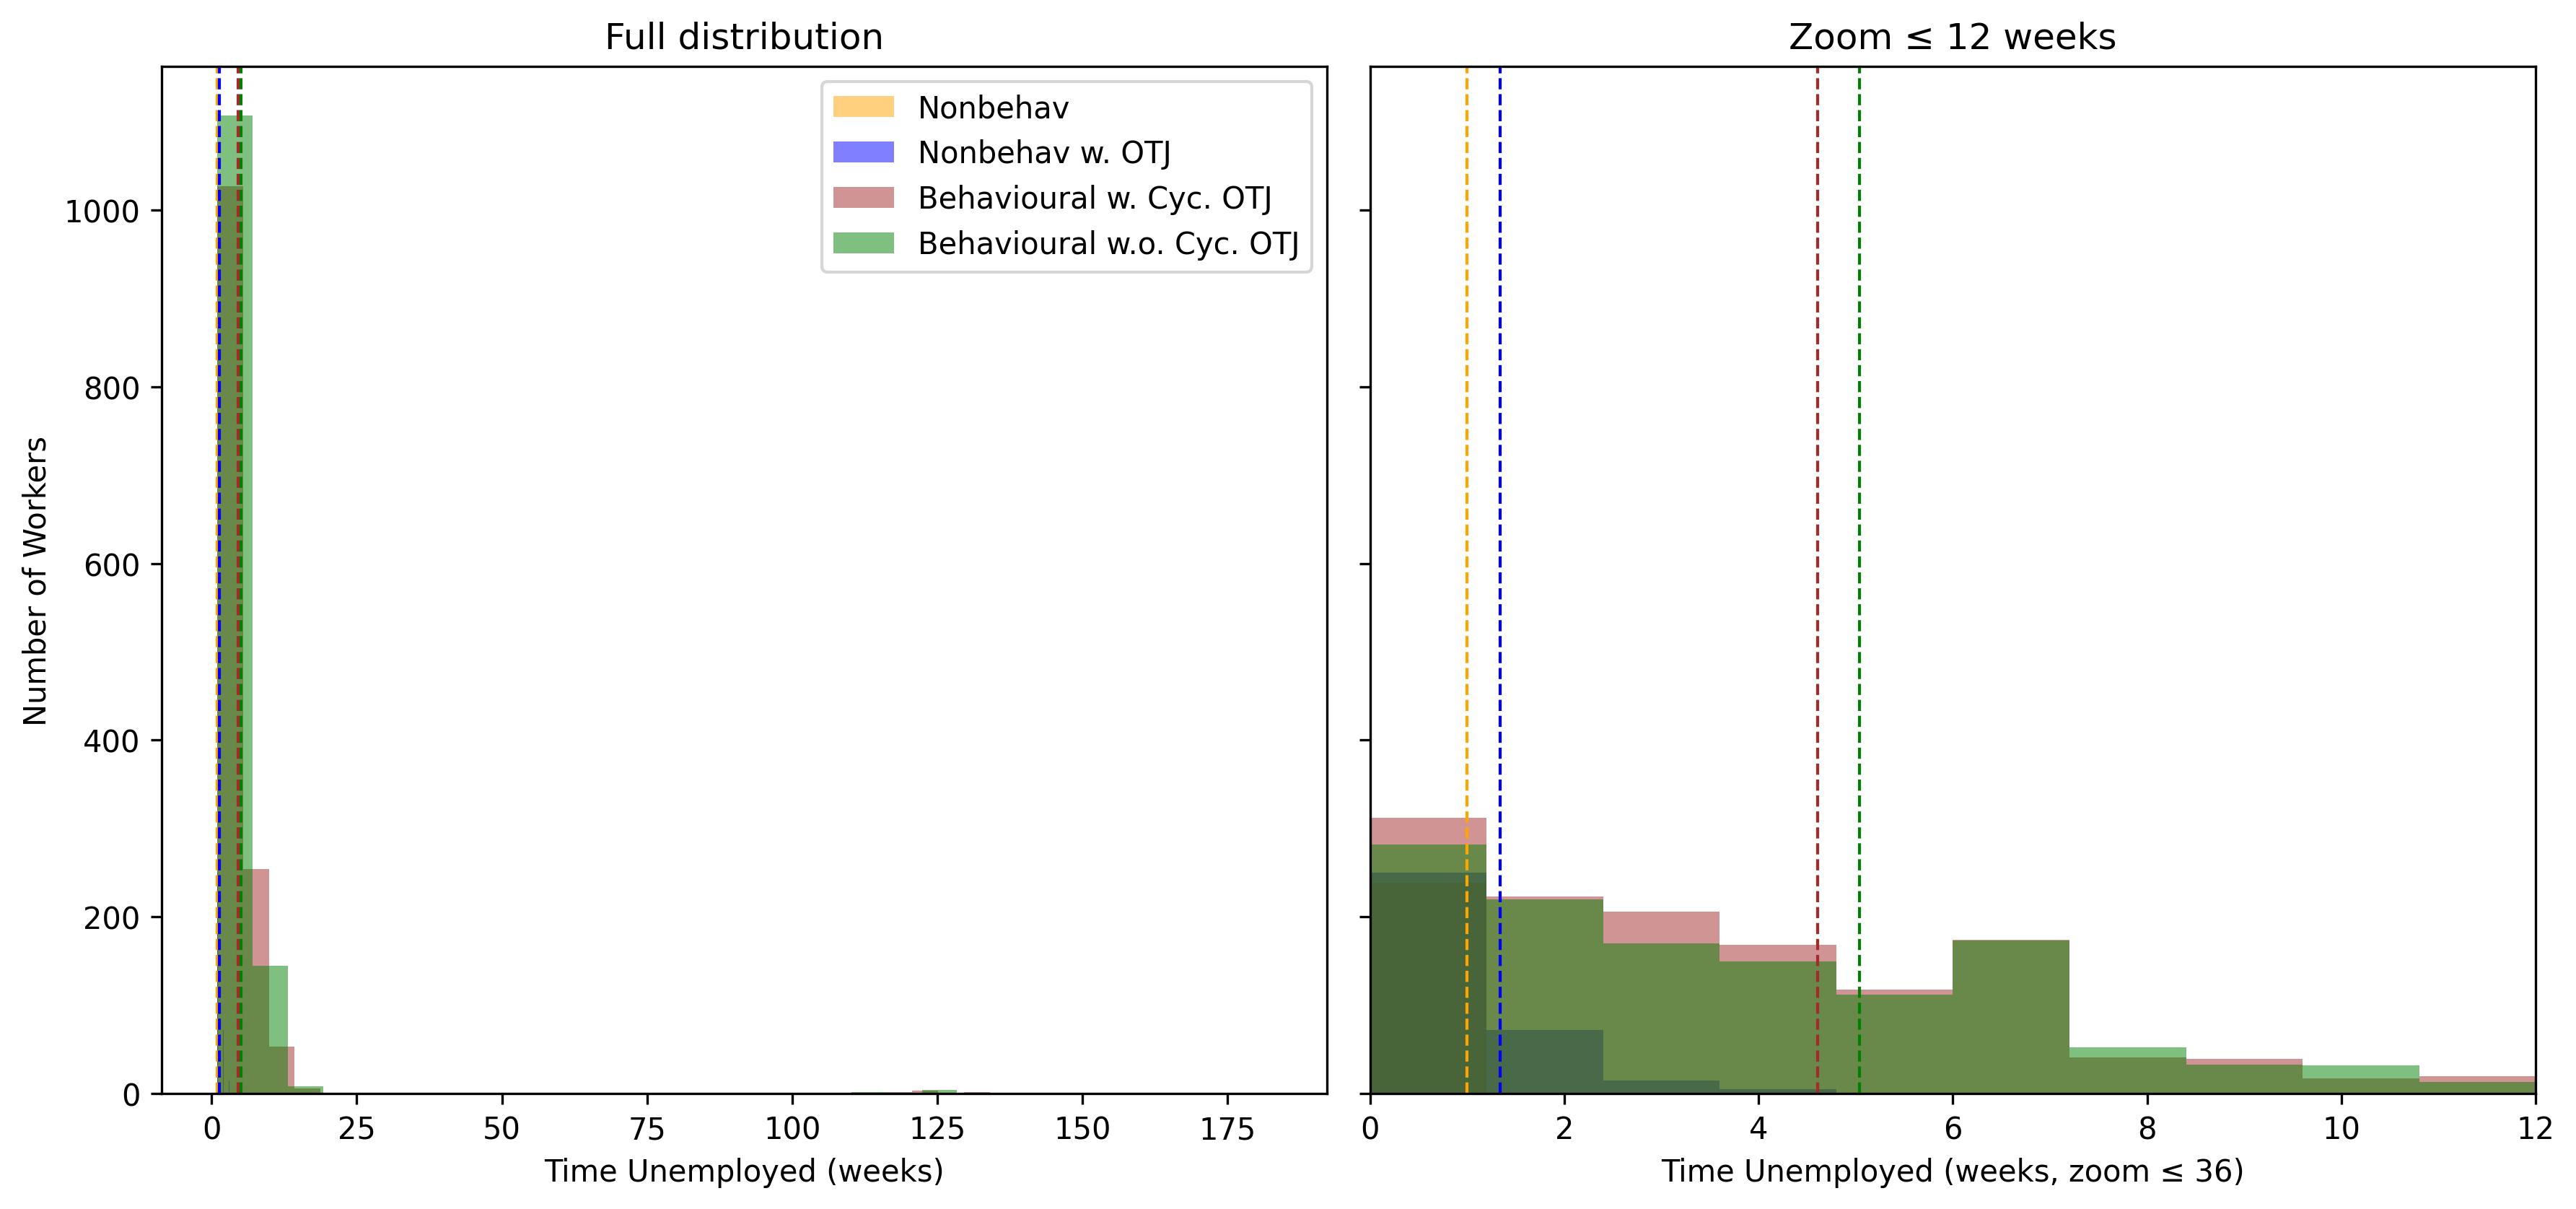 Full distribution
Nonbehav
Nonbehav w. OTJ
Behavioural w. Cyc. OTJ
Behavioural w.o. Cyc. OTJ
Number of Workers
1000
800
600
400
200
0
0 25 50 75 100 125 150 175
Time Unemployed (weeks)
Zoom ≤ 12 weeks
0 2 4 6 8 10 12
Time Unemployed (weeks, zoom ≤ 36)